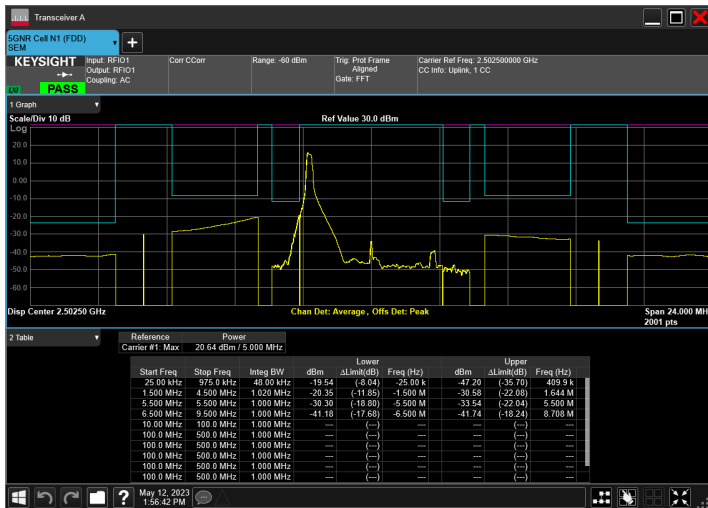 Transceiver A
5GNR Cell N1 (FDD)
SEM
KEYSIGHT
PASS
Input: RFIO1
Output: RFIO1
Coupling: AC
Corr CCorr
Range: -60 dBm
Trig: Prot Frame
Aligned
Gate: FFT
Carrier Ref Freq: 2.502500000 GHz
CC Info: Uplink, 1 CC
1 Graph
Scale/Div 10 dB
Ref Value 30.0 dBm
Log
20.0
10.0
0.00
-10.0
-20.0
-30.0
-40.0
-50.0
-60.0
Disp Center 2.50250 GHz
Chan Det: Average, Offs Det: Peak
Span 24.000 MH
2001 pts
2 Table
Reference Power
Carrier #1: Max 20.64 dBm / 5.000 MHz
Lower Upper
Start Freq Stop Freq Integ BW dBm ΔLimit(dB) Freq (Hz) dBm ΔLimit(dB) Freq (Hz)
25.00 kHz 975.0 kHz 48.00 kHz -19.54 (-8.04) -25.00 k -47.20 (-35.70) 409.9 k
1.500 MHz 4.500 MHz 1.020 MHz -20.35 (-11.85) -1.500 M -30.58 (-22.08) 1.644 M
5.500 MHz 5.500 MHz 1.000 MHz -30.30 (-18.80) -5.500 M -33.54 (-22.04) 5.500 M
6.500 MHz 9.500 MHz 1.000 MHz -41.18 (-17.68) -6.500 M -41.74 (-18.24) 8.708 M
10.00 MHz 100.0 MHz 1.000 MHz --- (---) --- --- (---) ---
100.0 MHz 500.0 MHz 1.000 MHz --- (---) --- --- (---) ---
100.0 MHz 500.0 MHz 1.000 MHz --- (---) --- --- (---) ---
100.0 MHz 500.0 MHz 1.000 MHz --- (---) --- --- (---) ---
100.0 MHz 500.0 MHz 1.000 MHz --- (---) --- --- (---) ---
100.0 MHz 500.0 MHz 1.000 MHz --- (---) --- --- (---) ---
May 12, 2023
1:56:42 PM